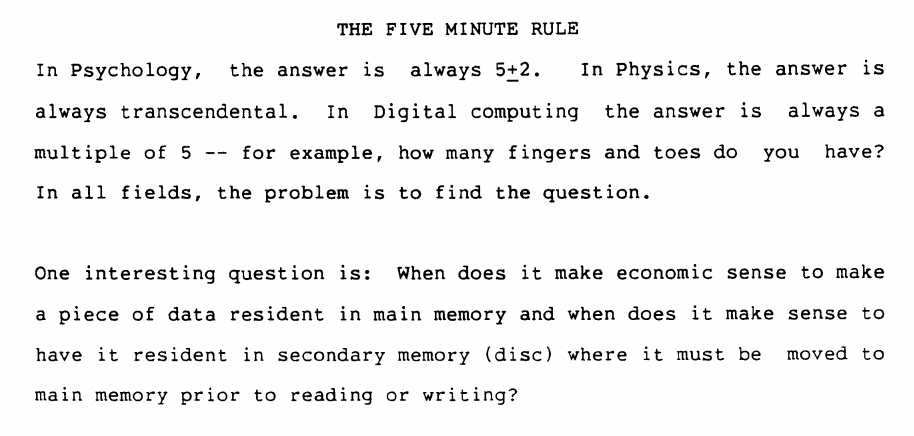 THE FIVE MINUTE RULE
In Psychology, the answer is always 5±2. In Physics, the answer is
always transcendental. In Digital computing the answer is always a
multiple of 5 -- for example, how many fingers and toes do you have?
In all fields, the problem is to find the question.
One interesting question is: When does it make economic sense to make
a piece of data resident in main memory and when does it make sense to
have it resident in secondary memory (disc) where it must be moved to
main memory prior to reading or writing?